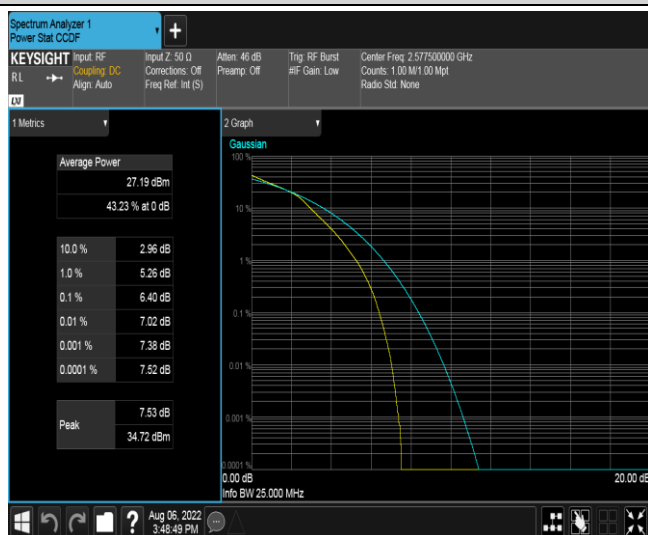 Spectrum Analyzer 1
Power Stat CCDF
KEYSIGHT
RL
LXI
Input: RF
Coupling: DC
Align: Auto
Input Z: 50 Ω
Corrections: Off
Freq Ref: Int (S)
Atten: 46 dB
Preamp: Off
Trig: RF Burst
#IF Gain: Low
Center Freq: 2.577500000 GHz
Counts: 1.00 M/1.00 Mpt
Radio Std: None
1 Metrics
Average Power
27.19 dBm
43.23 % at 0 dB
10.0 % 2.96 dB
1.0 % 5.26 dB
0.1 % 6.40 dB
0.01 % 7.02 dB
0.001 % 7.38 dB
0.0001 % 7.52 dB
Peak 7.53 dB
34.72 dBm
2 Graph
Gaussian
100 %
10 %
1 %
0.1 %
0.01 %
0.001 %
0.0001 %
0.00 dB 20.00 dB
Info BW 25.000 MHz
Aug 06, 2022
3:48:49 PM